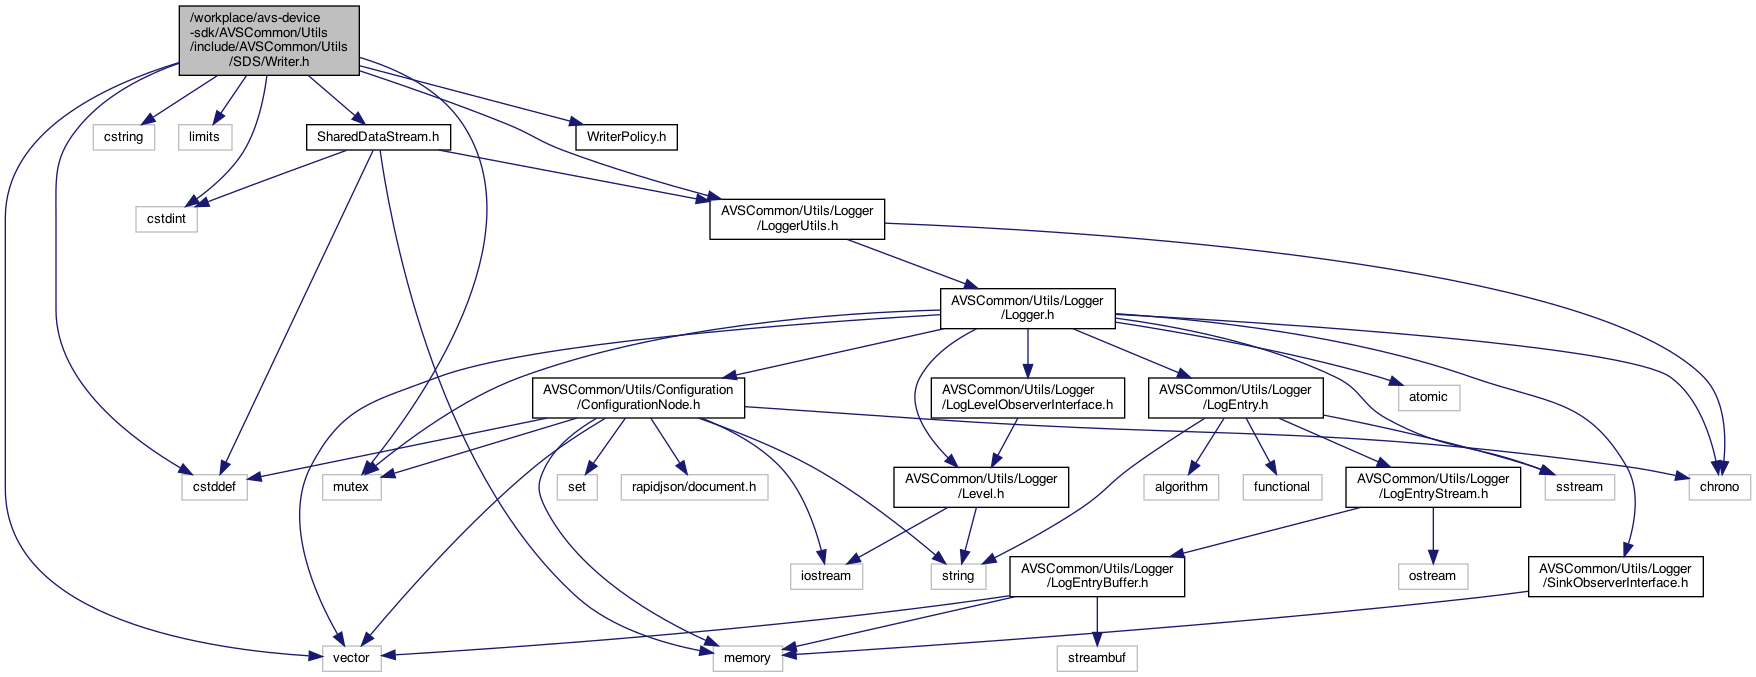 /workplace/avs-device
-sdk/AVSCommon/Utils
/include/AVSCommon/Utils
/SDS/Writer.h
cstring
limits
SharedDataStream.h
WriterPolicy.h
cstdint
AVSCommon/Utils/Logger
/LoggerUtils.h
AVSCommon/Utils/Logger
/Logger.h
AVSCommon/Utils/Configuration
/ConfigurationNode.h
AVSCommon/Utils/Logger
/LogLevelObserverInterface.h
AVSCommon/Utils/Logger
/LogEntry.h
atomic
cstddef
mutex
set
rapidjson/document.h
AVSCommon/Utils/Logger
/Level.h
algorithm
functional
AVSCommon/Utils/Logger
/LogEntryStream.h
sstream
chrono
iostream
string
AVSCommon/Utils/Logger
/LogEntryBuffer.h
ostream
AVSCommon/Utils/Logger
/SinkObserverInterface.h
vector
memory
streambuf